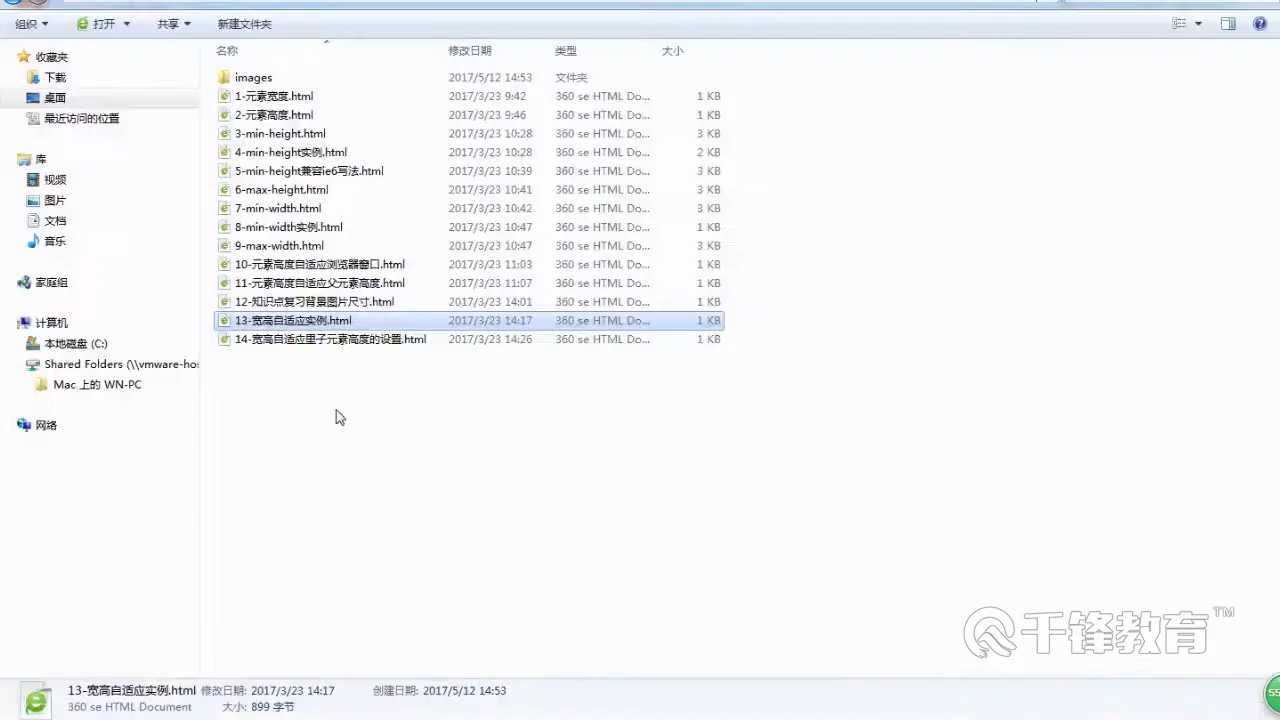 组织 打开 共享 新建文件夹
名称 修改日期 类型 大小
收藏夹
下载
桌面
最近访问的位置
库
视频
图片
文档
音乐
家庭组
计算机
本地磁盘 (C:)
Shared Folders (\\vmware-hos
Mac 上的 WN-PC
网络
images 2017/5/12 14:53 文件夹
1-元素宽度.html 2017/3/23 9:42 360 se HTML Do... 1 KB
2-元素高度.html 2017/3/23 9:46 360 se HTML Do... 1 KB
3-min-height.html 2017/3/23 10:28 360 se HTML Do... 3 KB
4-min-height实例.html 2017/3/23 10:28 360 se HTML Do... 2 KB
5-min-height兼容ie6写法.html 2017/3/23 10:39 360 se HTML Do... 3 KB
6-max-height.html 2017/3/23 10:41 360 se HTML Do... 3 KB
7-min-width.html 2017/3/23 10:42 360 se HTML Do... 3 KB
8-min-width实例.html 2017/3/23 10:47 360 se HTML Do... 1 KB
9-max-width.html 2017/3/23 10:47 360 se HTML Do... 3 KB
10-元素高度自适应浏览器窗口.html 2017/3/23 11:03 360 se HTML Do... 1 KB
11-元素高度自适应父元素高度.html 2017/3/23 11:07 360 se HTML Do... 1 KB
12-知识点复习背景图片尺寸.html 2017/3/23 14:01 360 se HTML Do... 1 KB
13-宽高自适应实例.html 2017/3/23 14:17 360 se HTML Do... 1 KB
14-宽高自适应里子元素高度的设置.html 2017/3/23 14:26 360 se HTML Do... 1 KB
千锋教育™
13-宽高自适应实例.html 修改日期: 2017/3/23 14:17 创建日期: 2017/5/12 14:53
360 se HTML Document 大小: 899 字节